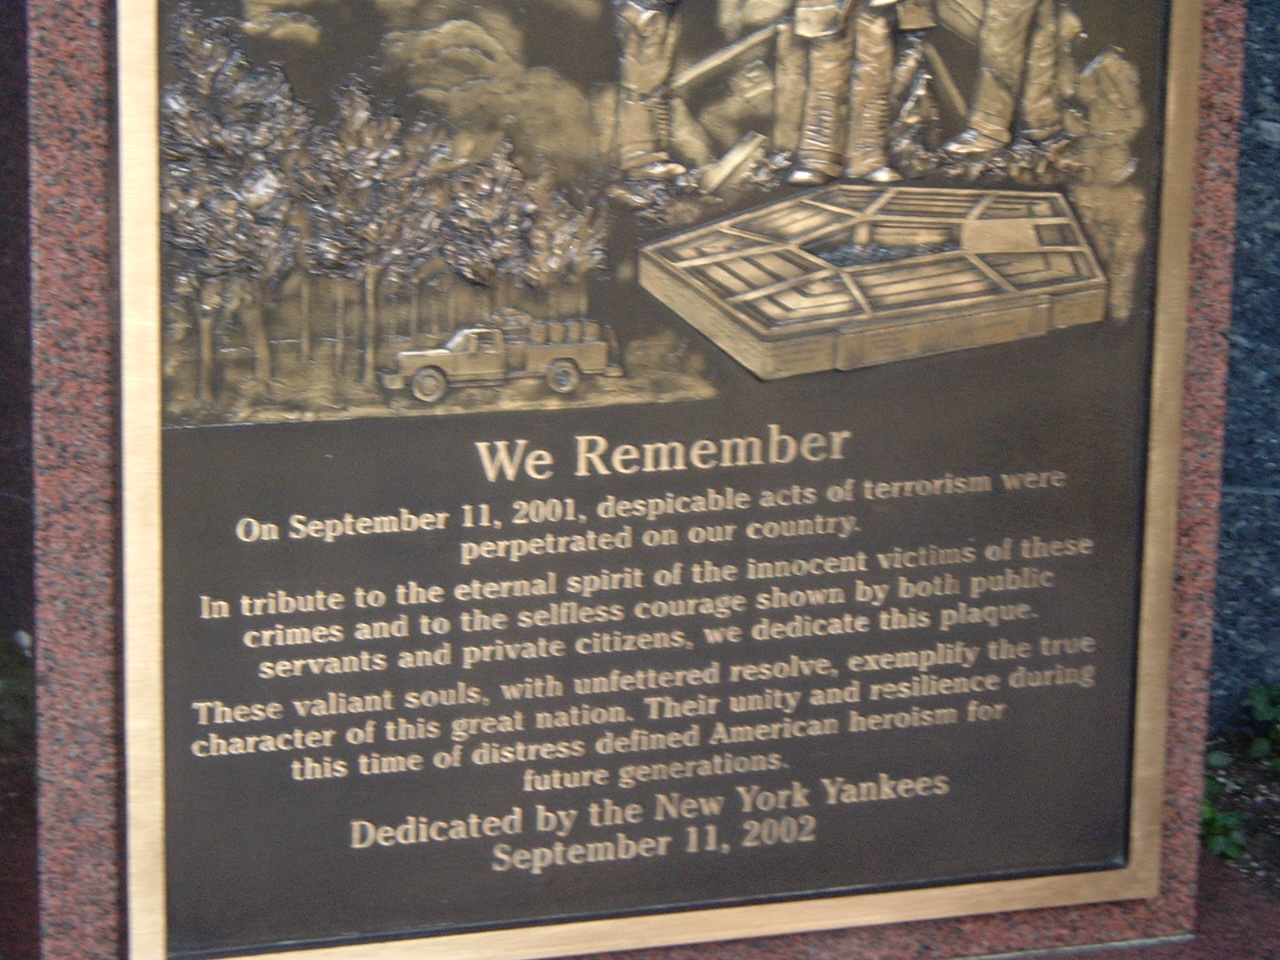 We Remember
On September 11, 2001, despicable acts of terrorism were
perpetrated on our country.
In tribute to the eternal spirit of the innocent victims of these
crimes and to the selfless courage shown by both public
servants and private citizens, we dedicate this plaque.
These valiant souls, with unfettered resolve, exemplify the true
character of this great nation. Their unity and resilience during
this time of distress defined American heroism for
future generations.
Dedicated by the New York Yankees
September 11, 2002